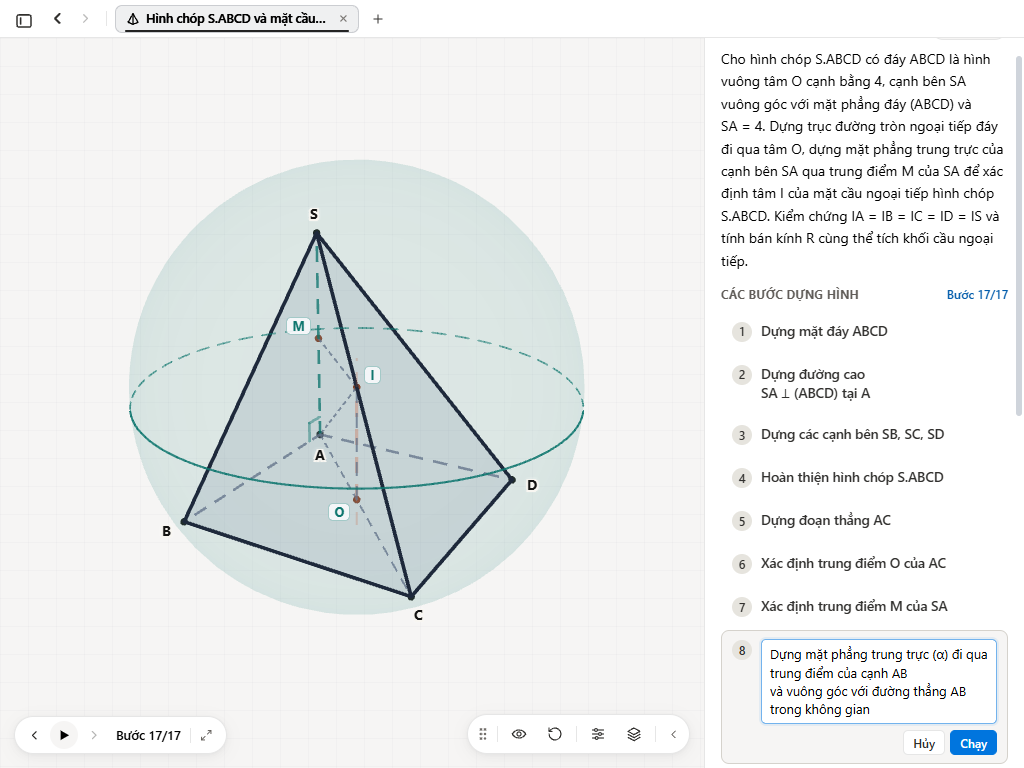 Hình chóp S.ABCD và mặt cầu...
Cho hình chóp S.ABCD có đáy ABCD là hình
vuông tâm O cạnh bằng 4, cạnh bên SA
vuông góc với mặt phẳng đáy (ABCD) và
SA = 4. Dựng trục đường tròn ngoại tiếp đáy
đi qua tâm O, dựng mặt phẳng trung trực của
cạnh bên SA qua trung điểm M của SA để xác
định tâm I của mặt cầu ngoại tiếp hình chóp
S.ABCD. Kiểm chứng IA = IB = IC = ID = IS và
tính bán kính R cùng thể tích khối cầu ngoại
tiếp.
CÁC BƯỚC DỰNG HÌNH
Bước 17/17
1 Dựng mặt đáy ABCD
2 Dựng đường cao
SA ⊥ (ABCD) tại A
3 Dựng các cạnh bên SB, SC, SD
4 Hoàn thiện hình chóp S.ABCD
5 Dựng đoạn thẳng AC
6 Xác định trung điểm O của AC
7 Xác định trung điểm M của SA
8 Dựng mặt phẳng trung trực (α) đi qua
trung điểm của cạnh AB
và vuông góc với đường thẳng AB
trong không gian
Hủy
Chạy
S
M
I
A
D
O
B
C
Bước 17/17